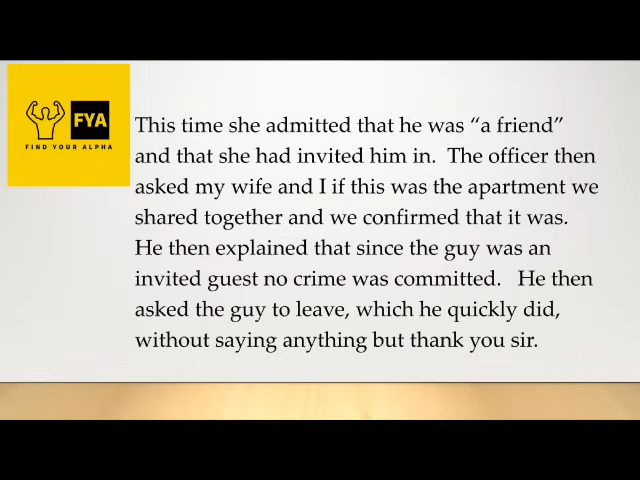 FYA
FIND YOUR ALPHA
This time she admitted that he was “a friend”
and that she had invited him in.  The officer then
asked my wife and I if this was the apartment we
shared together and we confirmed that it was.
He then explained that since the guy was an
invited guest no crime was committed.   He then
asked the guy to leave, which he quickly did,
without saying anything but thank you sir.